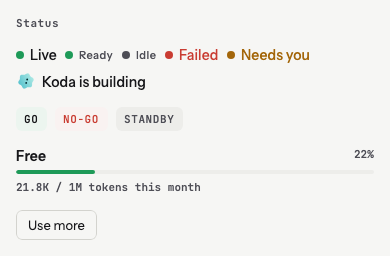 Status
Live Ready Idle Failed Needs you
Koda is building
GO NO-GO STANDBY
Free 22%
21.8K / 1M tokens this month
Use more